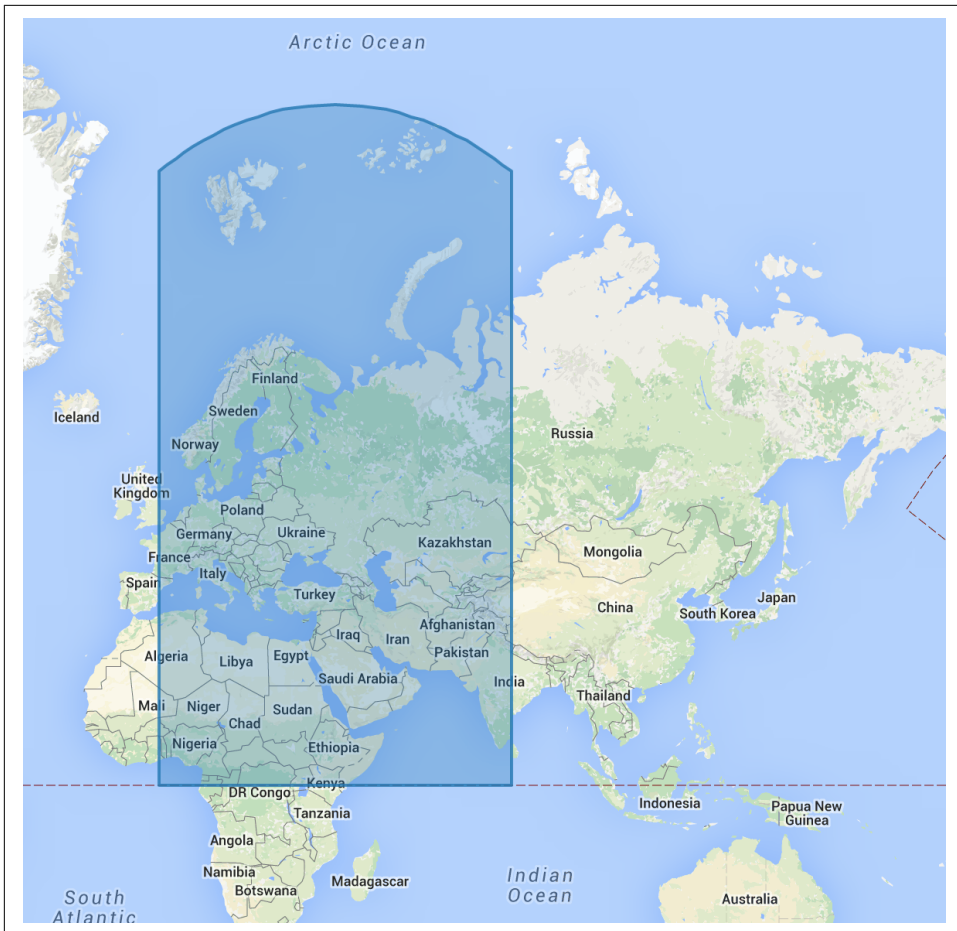 Arctic Ocean
Finland
Iceland
Sweden
Russia
Norway
United
Kingdom
Poland
Ukraine
Germany
Kazakhstan
Mongolia
France
Italy
Spain
Turkey
Japan
China
South Korea
Afghanistan
Iraq
Iran
Pakistan
Algeria
Libya
Egypt
Saudi Arabia
India
Thailand
Mali
Niger
Sudan
Chad
Nigeria
Ethiopia
Kenya
DR Congo
Indonesia
Papua New
Guinea
Tanzania
Angola
Namibia
Botswana
Madagascar
Indian
Ocean
Australia
South
Atlantic